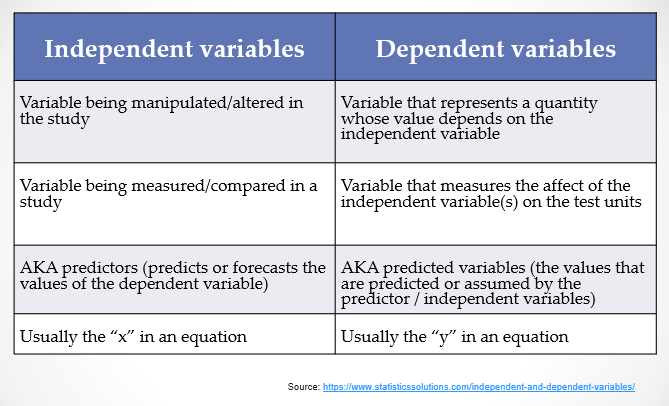 Independent variables
Dependent variables
Variable being manipulated/altered in
the study
Variable that represents a quantity
whose value depends on the
independent variable
Variable being measured/compared in a
study
Variable that measures the affect of the
independent variable(s) on the test units
AKA predictors (predicts or forecasts the
values of the dependent variable)
AKA predicted variables (the values that
are predicted or assumed by the
predictor / independent variables)
Usually the “x” in an equation
Usually the “y” in an equation
Source: https://www.statisticssolutions.com/independent-and-dependent-variables/